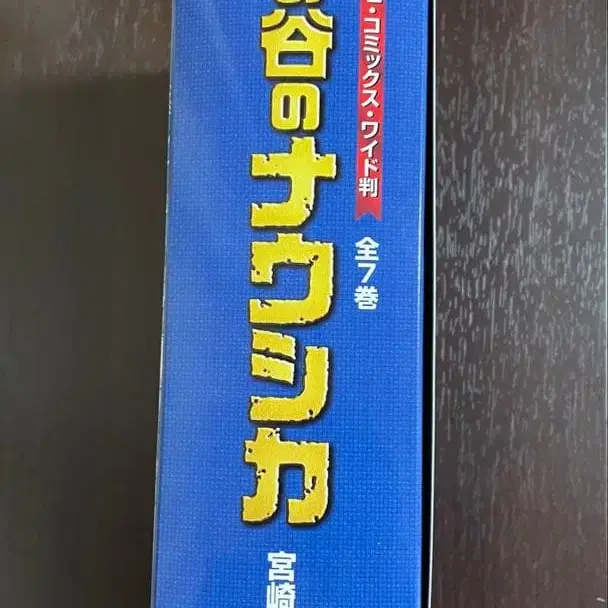 ・コミックス・ワイド判
全7巻
谷のナウシカ
宮崎